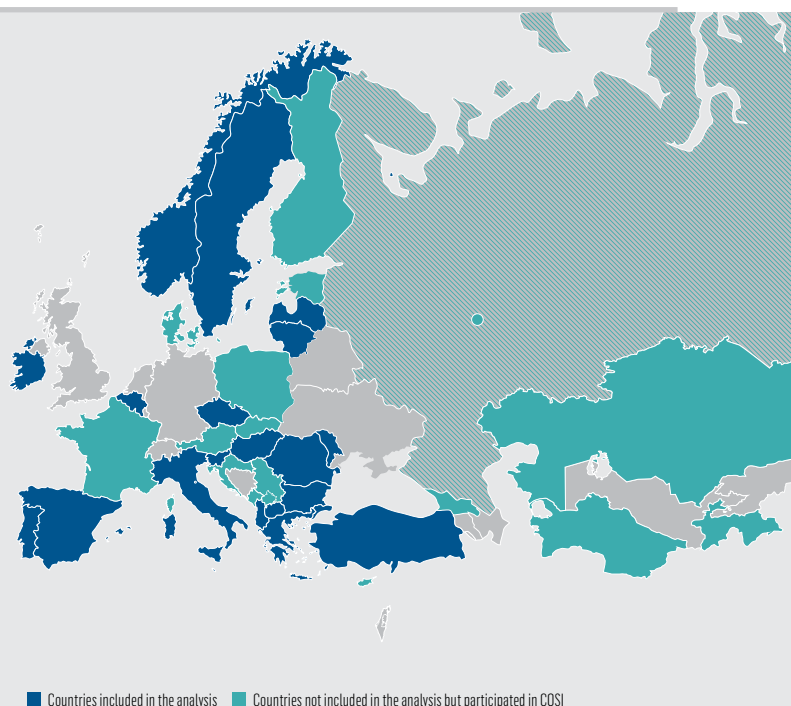 Countries included in the analysis Countries not included in the analysis but participated in COSI